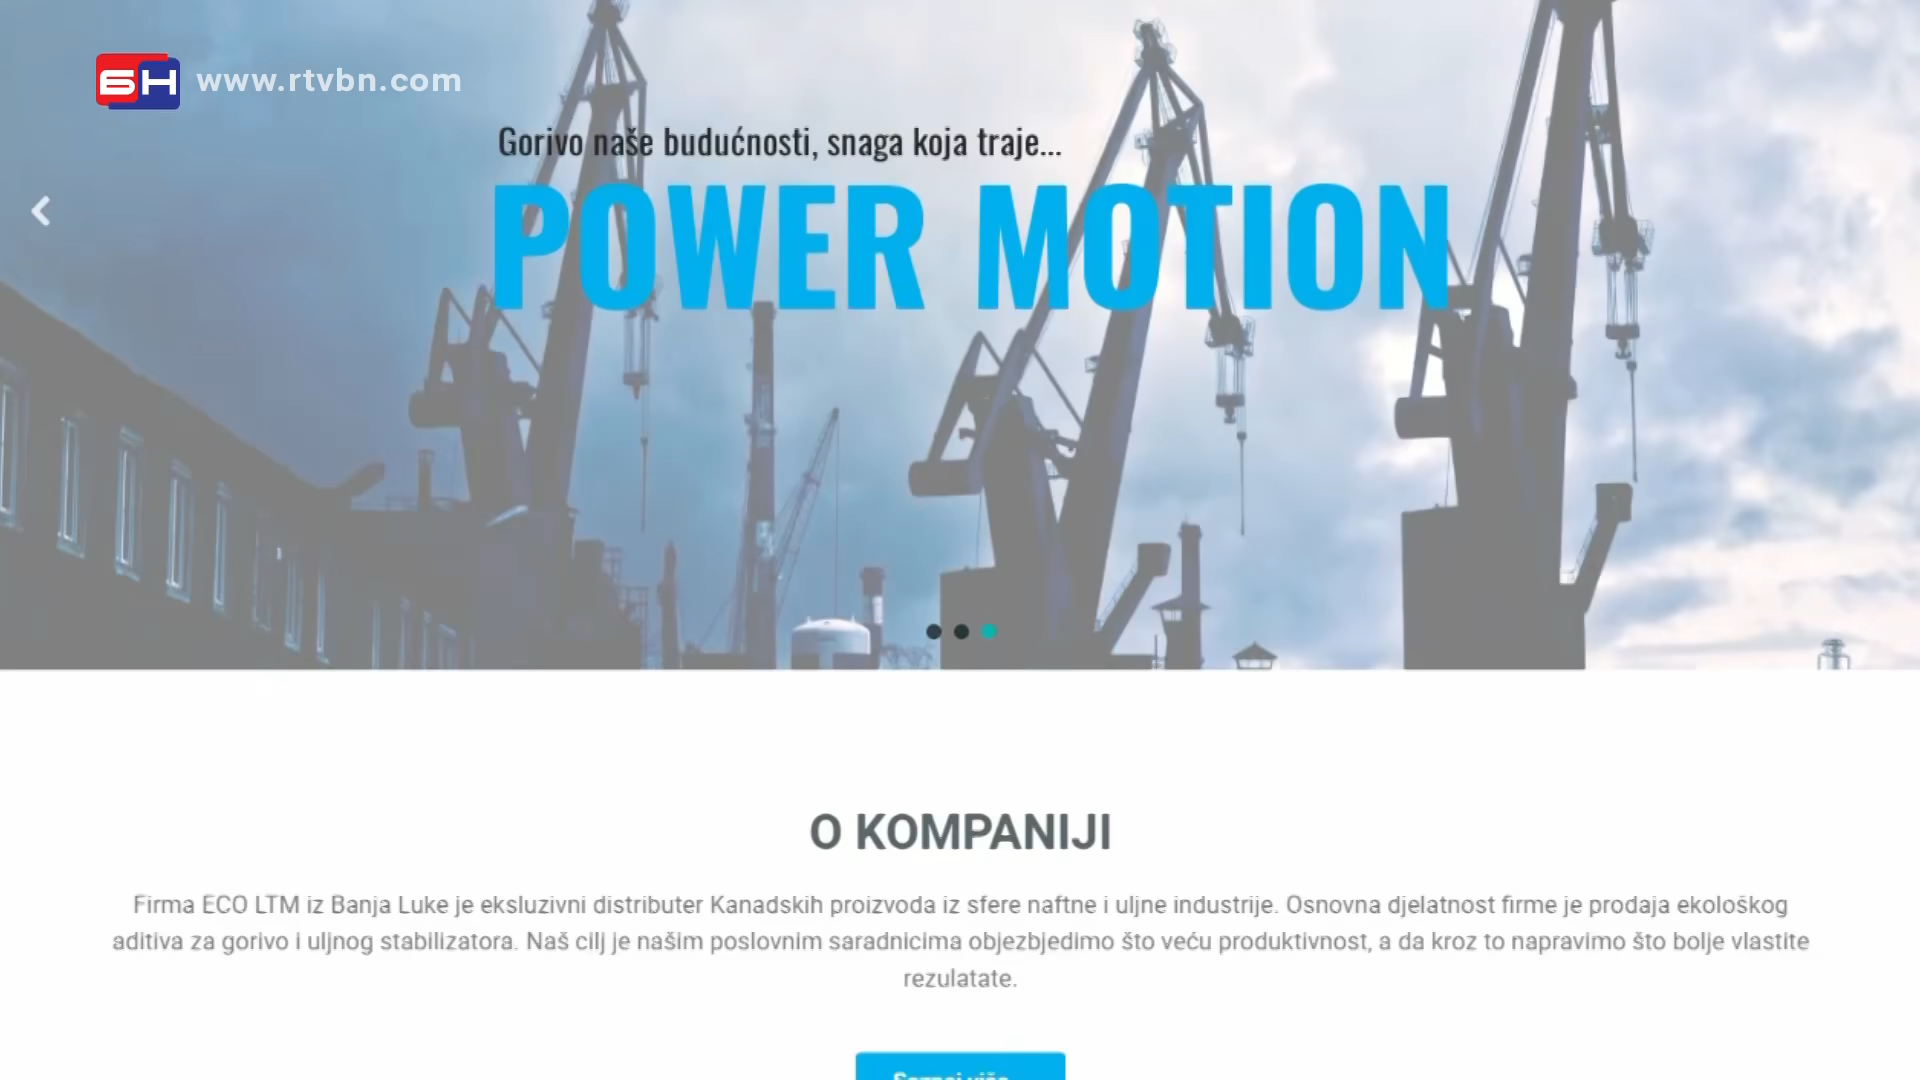 БН www.rtvbn.com
Gorivo naše budućnosti, snaga koja traje...
POWER MOTION
O KOMPANIJI
Firma ECO LTM iz Banja Luke je eksluzivni distributer Kanadskih proizvoda iz sfere naftne i uljne industrije. Osnovna djelatnost firme je prodaja ekološkog
aditiva za gorivo i uljnog stabilizatora. Naš cilj je našim poslovnim saradnicima objezbjedimo što veću produktivnost, a da kroz to napravimo što bolje vlastite
rezulatate.